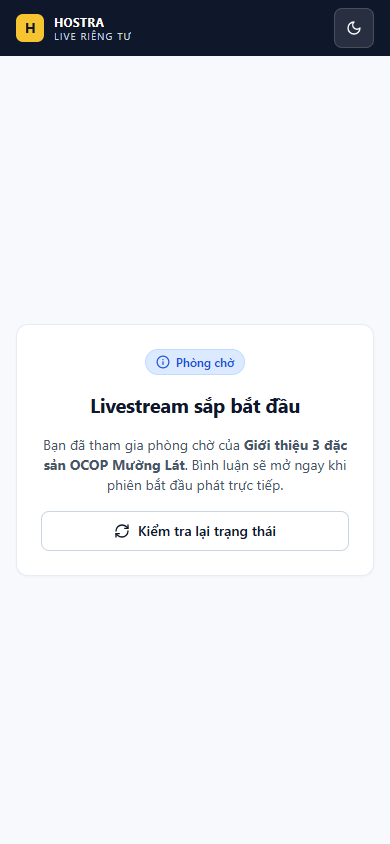 H
HOSTRA
LIVE RIÊNG TƯ
Phòng chờ
Livestream sắp bắt đầu
Bạn đã tham gia phòng chờ của Giới thiệu 3 đặc
sản OCOP Mường Lát. Bình luận sẽ mở ngay khi
phiên bắt đầu phát trực tiếp.
Kiểm tra lại trạng thái